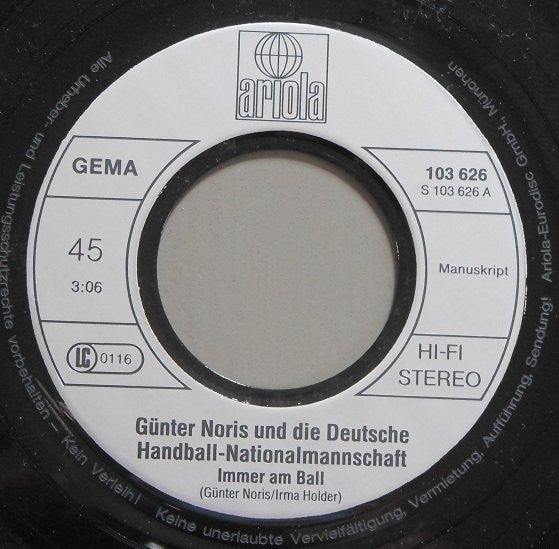 ariola
GEMA
45
3:06
LC 0116
103 626
S 103 626 A
Manuskript
HI-FI
STEREO
Günter Noris und die Deutsche
Handball-Nationalmannschaft
Immer am Ball
(Günter Noris/Irma Holder)
Alle Urheber- und Leistungsschutzrechte vorbehalten – Kein Verleih! Keine unerlaubte Vervielfältigung, Vermietung, Aufführung, Sendung! Ariola-Eurodisc GmbH, München